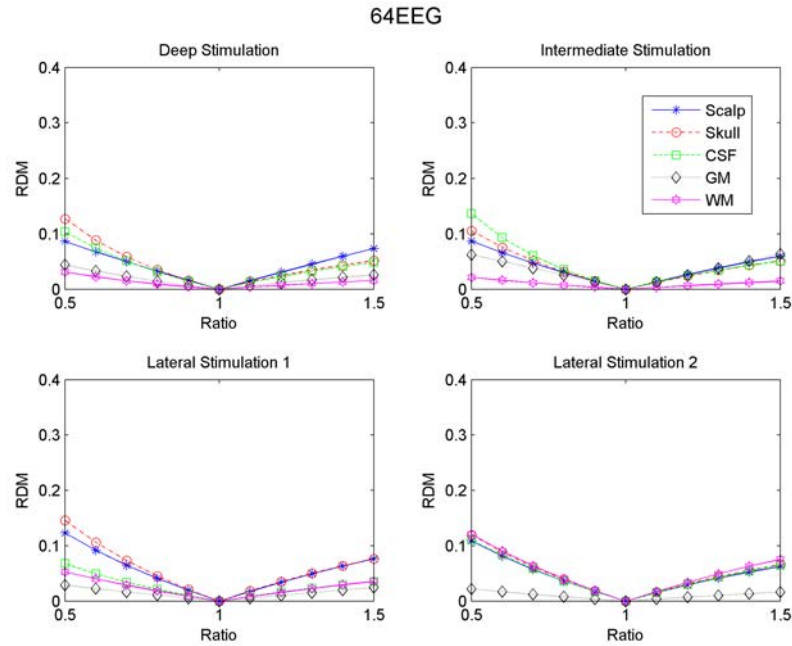 64EEG
Deep Stimulation
0.4
0.3
0.2
0.1
0
RDM
0.5
1
1.5
Ratio
Intermediate Stimulation
0.4
0.3
0.2
0.1
0
RDM
0.5
1
1.5
Ratio
Scalp
Skull
CSF
GM
WM
Lateral Stimulation 1
0.4
0.3
0.2
0.1
0
RDM
0.5
1
1.5
Ratio
Lateral Stimulation 2
0.4
0.3
0.2
0.1
0
RDM
0.5
1
1.5
Ratio